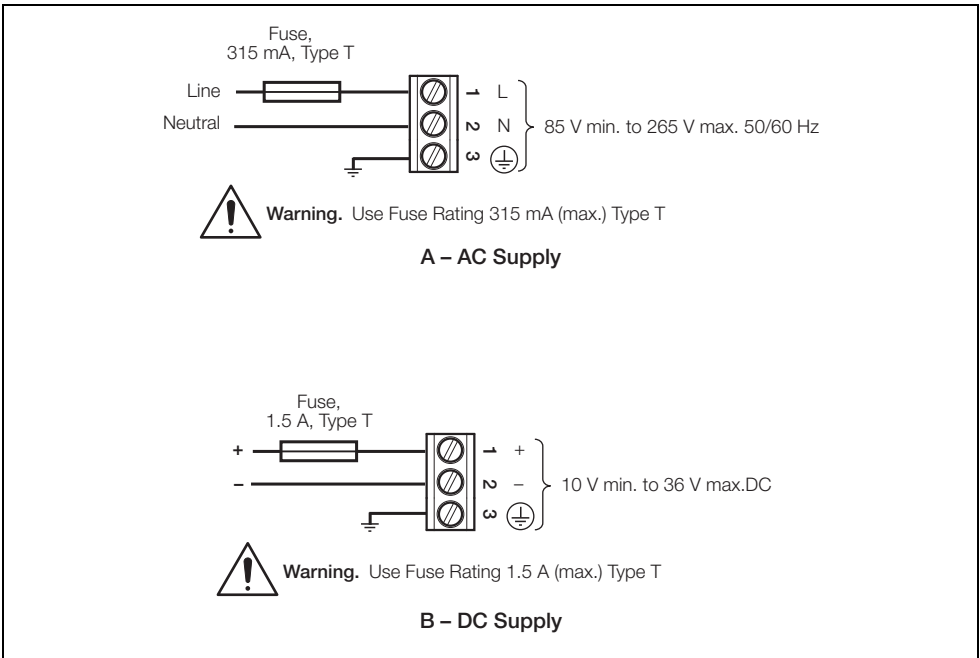 Fuse,
315 mA, Type T
Line
1 L
Neutral
2 N
85 V min. to 265 V max. 50/60 Hz
3
Warning. Use Fuse Rating 315 mA (max.) Type T
A – AC Supply
Fuse,
1.5 A, Type T
+
1 +
–
2 –
10 V min. to 36 V max.DC
3
Warning. Use Fuse Rating 1.5 A (max.) Type T
B – DC Supply